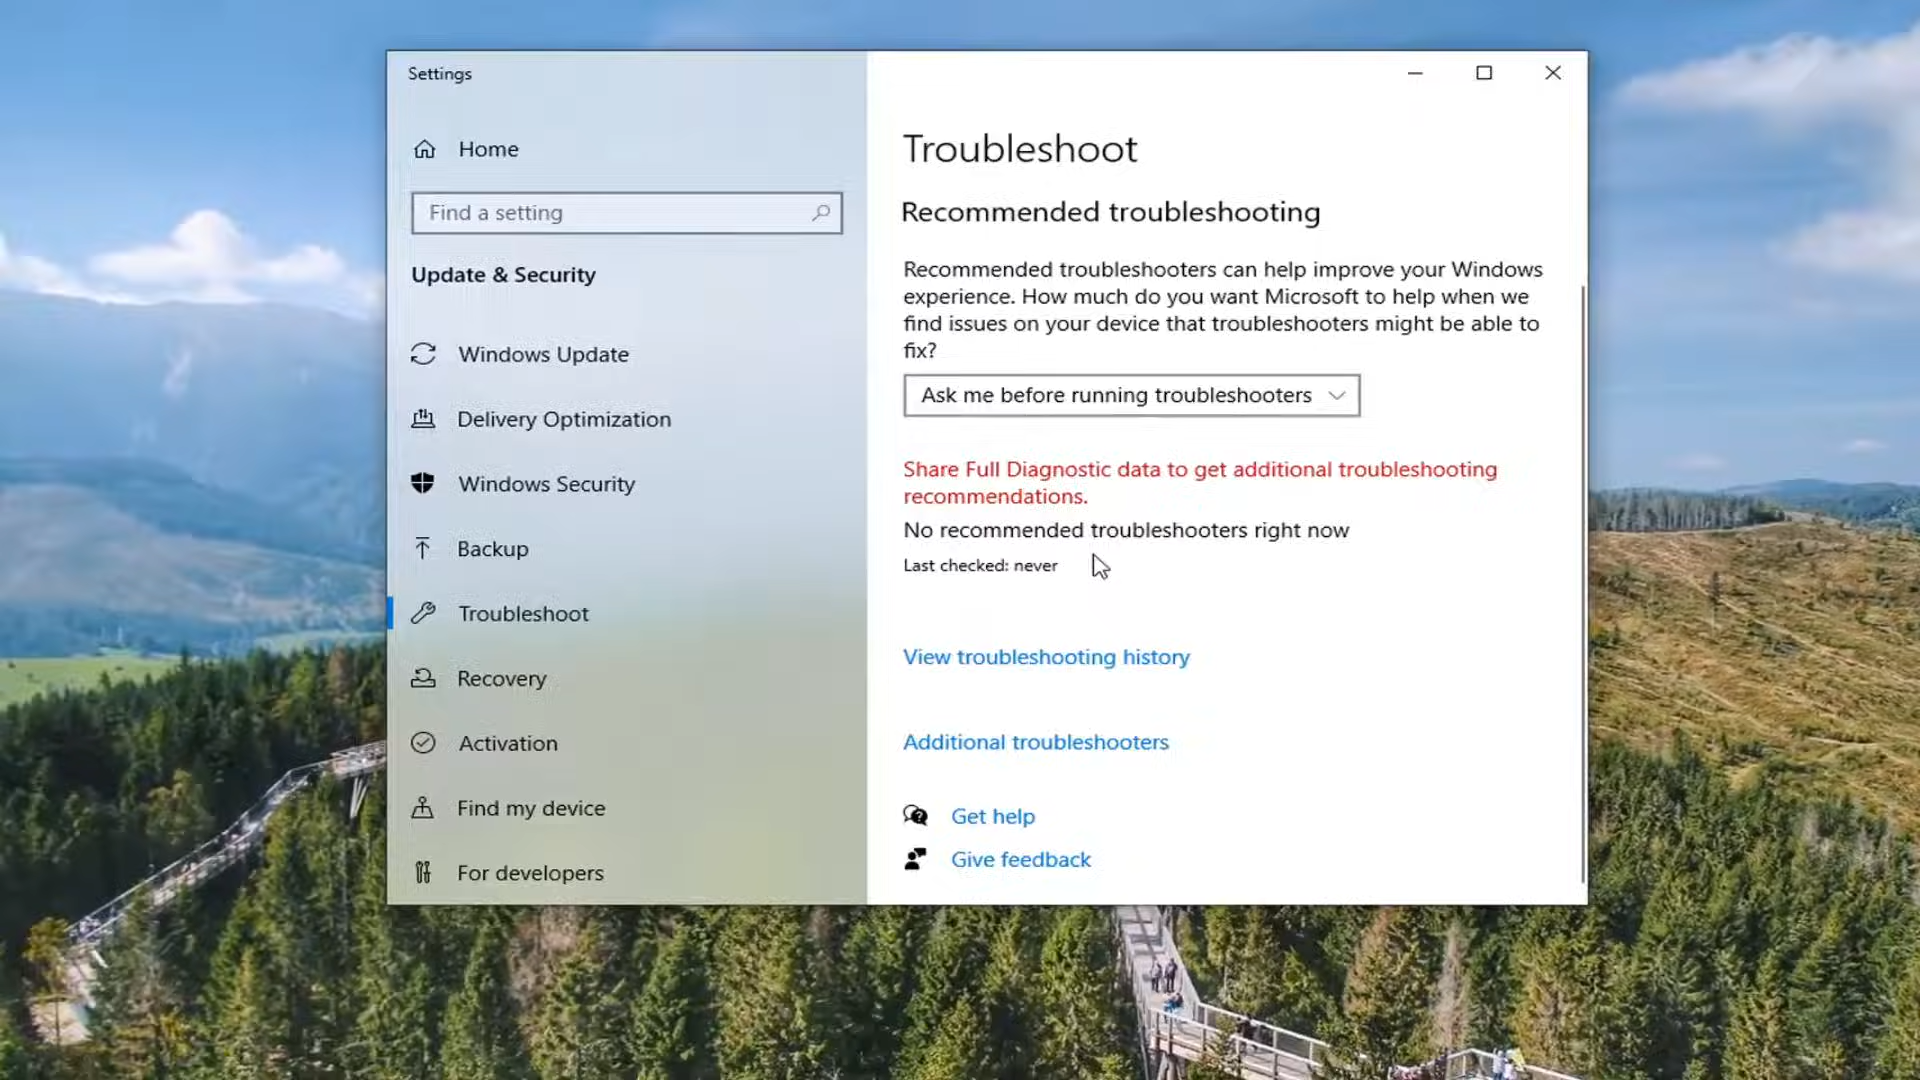 Settings
Home
Find a setting
Update & Security
Windows Update
Delivery Optimization
Windows Security
Backup
Troubleshoot
Recovery
Activation
Find my device
For developers
Troubleshoot
Recommended troubleshooting
Recommended troubleshooters can help improve your Windows
experience. How much do you want Microsoft to help when we
find issues on your device that troubleshooters might be able to
fix?
Ask me before running troubleshooters
Share Full Diagnostic data to get additional troubleshooting
recommendations.
No recommended troubleshooters right now
Last checked: never
View troubleshooting history
Additional troubleshooters
Get help
Give feedback